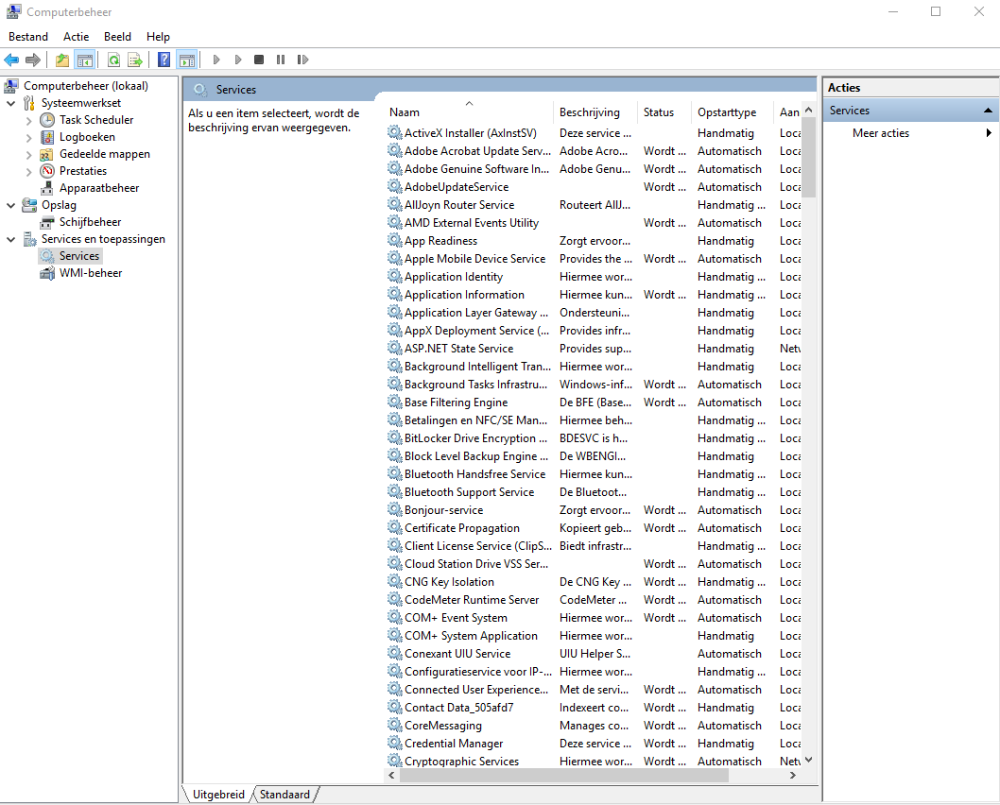 Computerbeheer
Bestand Actie Beeld Help
Computerbeheer (lokaal)
Systeemwerkset
Task Scheduler
Logboeken
Gedeelde mappen
Prestaties
Apparaatbeheer
Opslag
Schijfbeheer
Services en toepassingen
Services
WMI-beheer
Services
Als u een item selecteert, wordt de
beschrijving ervan weergegeven.
Naam Beschrijving Status Opstarttype Aan
ActiveX Installer (AxInstSV) Deze service ... Handmatig Loca
Adobe Acrobat Update Serv... Adobe Acro... Wordt ... Automatisch Loca
Adobe Genuine Software In... Adobe Genu... Wordt ... Automatisch Loca
AdobeUpdateService Wordt ... Automatisch Loca
AllJoyn Router Service Routeert AllJ... Handmatig ... Loca
AMD External Events Utility Wordt ... Automatisch Loca
App Readiness Zorgt ervoor... Handmatig Loca
Apple Mobile Device Service Provides the ... Wordt ... Automatisch Loca
Application Identity Hiermee wor... Handmatig ... Loca
Application Information Hiermee kun... Wordt ... Handmatig ... Loca
Application Layer Gateway ... Ondersteuni... Handmatig Loca
AppX Deployment Service (... Provides infr... Handmatig Loca
ASP.NET State Service Provides sup... Handmatig Netw
Background Intelligent Tran... Hiermee wor... Handmatig Loca
Background Tasks Infrastru... Windows-inf... Wordt ... Automatisch Loca
Base Filtering Engine De BFE (Base... Wordt ... Automatisch Loca
Betalingen en NFC/SE Man... Hiermee beh... Handmatig ... Loca
BitLocker Drive Encryption ... BDESVC is h... Handmatig ... Loca
Block Level Backup Engine ... De WBENGI... Handmatig Loca
Bluetooth Handsfree Service Hiermee kun... Handmatig ... Loca
Bluetooth Support Service De Bluetoot... Handmatig ... Loca
Bonjour-service Zorgt ervoor... Wordt ... Automatisch Loca
Certificate Propagation Kopieert geb... Wordt ... Automatisch Loca
Client License Service (ClipS... Biedt infrastr... Handmatig ... Loca
Cloud Station Drive VSS Ser... Wordt ... Automatisch Loca
CNG Key Isolation De CNG Key ... Wordt ... Handmatig ... Loca
CodeMeter Runtime Server CodeMeter ... Wordt ... Automatisch Loca
COM+ Event System Hiermee wor... Wordt ... Automatisch Loca
COM+ System Application Hiermee wor... Handmatig Loca
Conexant UIU Service UIU Helper S... Automatisch Loca
Configuratieservice voor IP-... Hiermee wor... Handmatig ... Loca
Connected User Experience... Met de servi... Wordt ... Automatisch Loca
Contact Data_505afd7 Indexeert co... Wordt ... Handmatig Loca
CoreMessaging Manages co... Wordt ... Automatisch Loca
Credential Manager Deze service ... Wordt ... Handmatig Loca
Cryptographic Services Hiermee wor... Wordt ... Automatisch Netw
Uitgebreid Standaard
Acties
Services
Meer acties